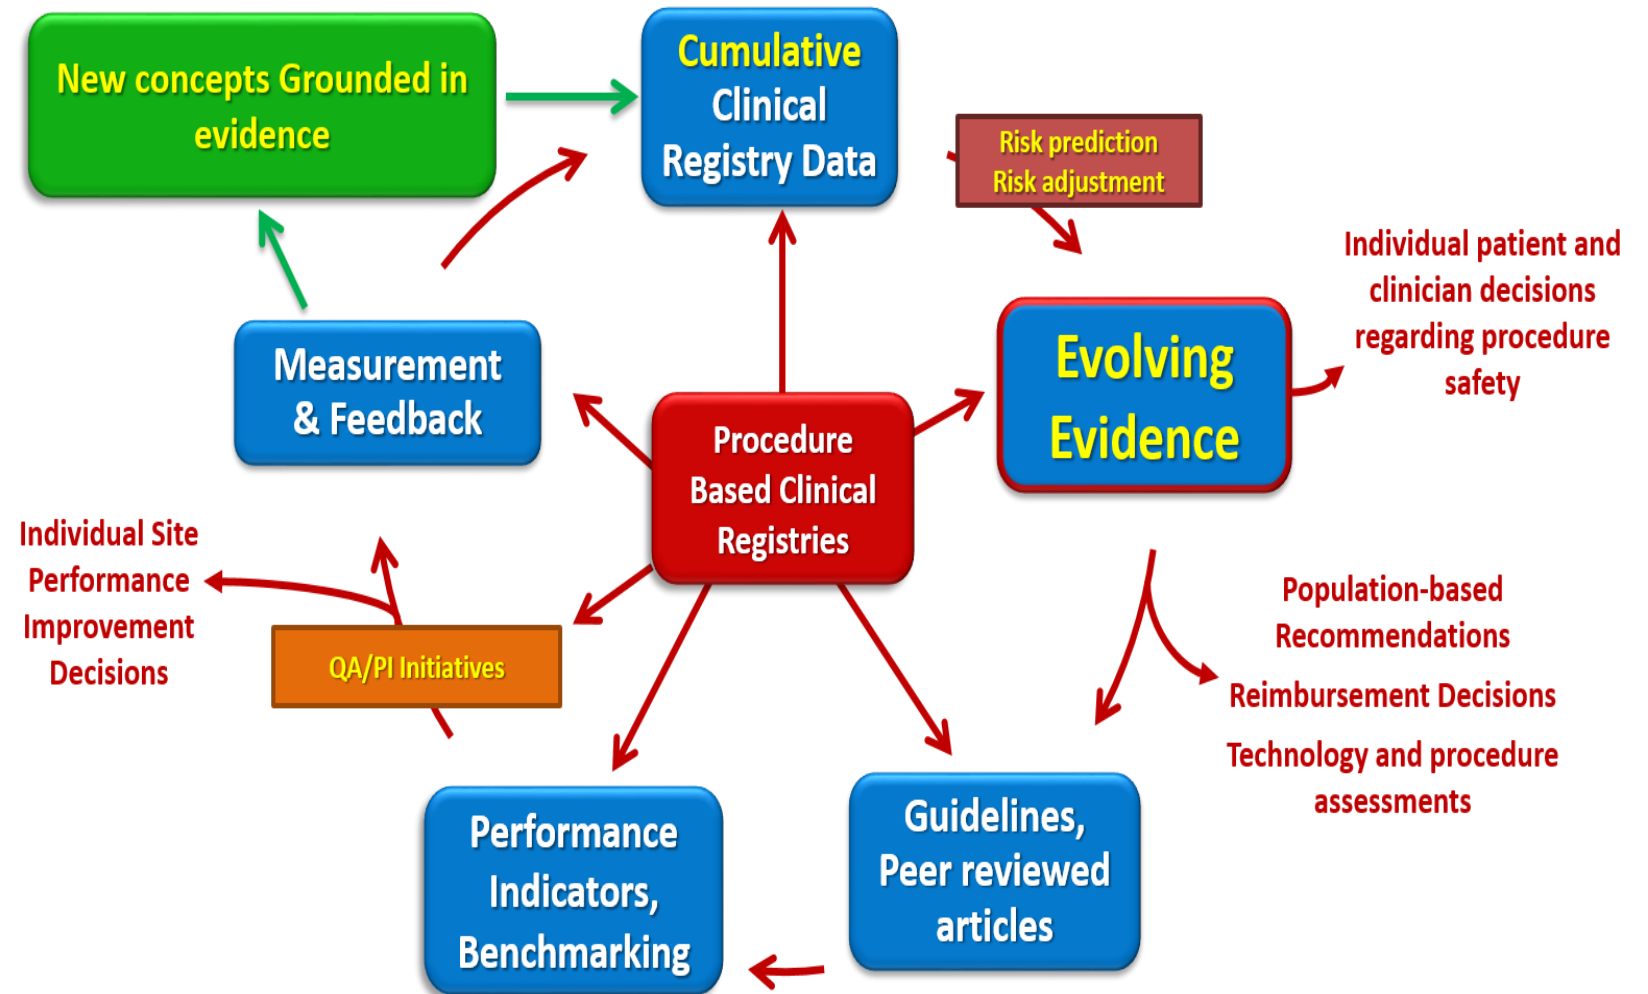 New concepts Grounded in
evidence
Cumulative
Clinical
Registry Data
Risk prediction
Risk adjustment
Individual patient and
clinician decisions
regarding procedure
safety
Evolving
Evidence
Measurement
& Feedback
Procedure
Based Clinical
Registries
Individual Site
Performance
Improvement
Decisions
QA/PI Initiatives
Population-based
Recommendations
Reimbursement Decisions
Technology and procedure
assessments
Performance
Indicators,
Benchmarking
Guidelines,
Peer reviewed
articles